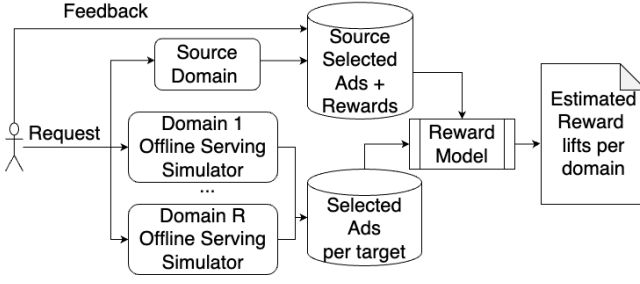 Feedback
Source
Domain
Source
Selected
Ads +
Rewards
Request
Domain 1
Offline Serving
Simulator
...
Domain R
Offline Serving
Simulator
Selected
Ads
per target
Reward
Model
Estimated
Reward
lifts per
domain